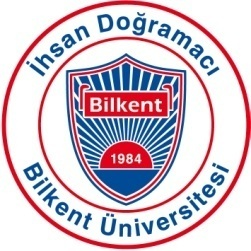 İhsan Doğramacı
Bilkent
1984
Bilkent Üniversitesi